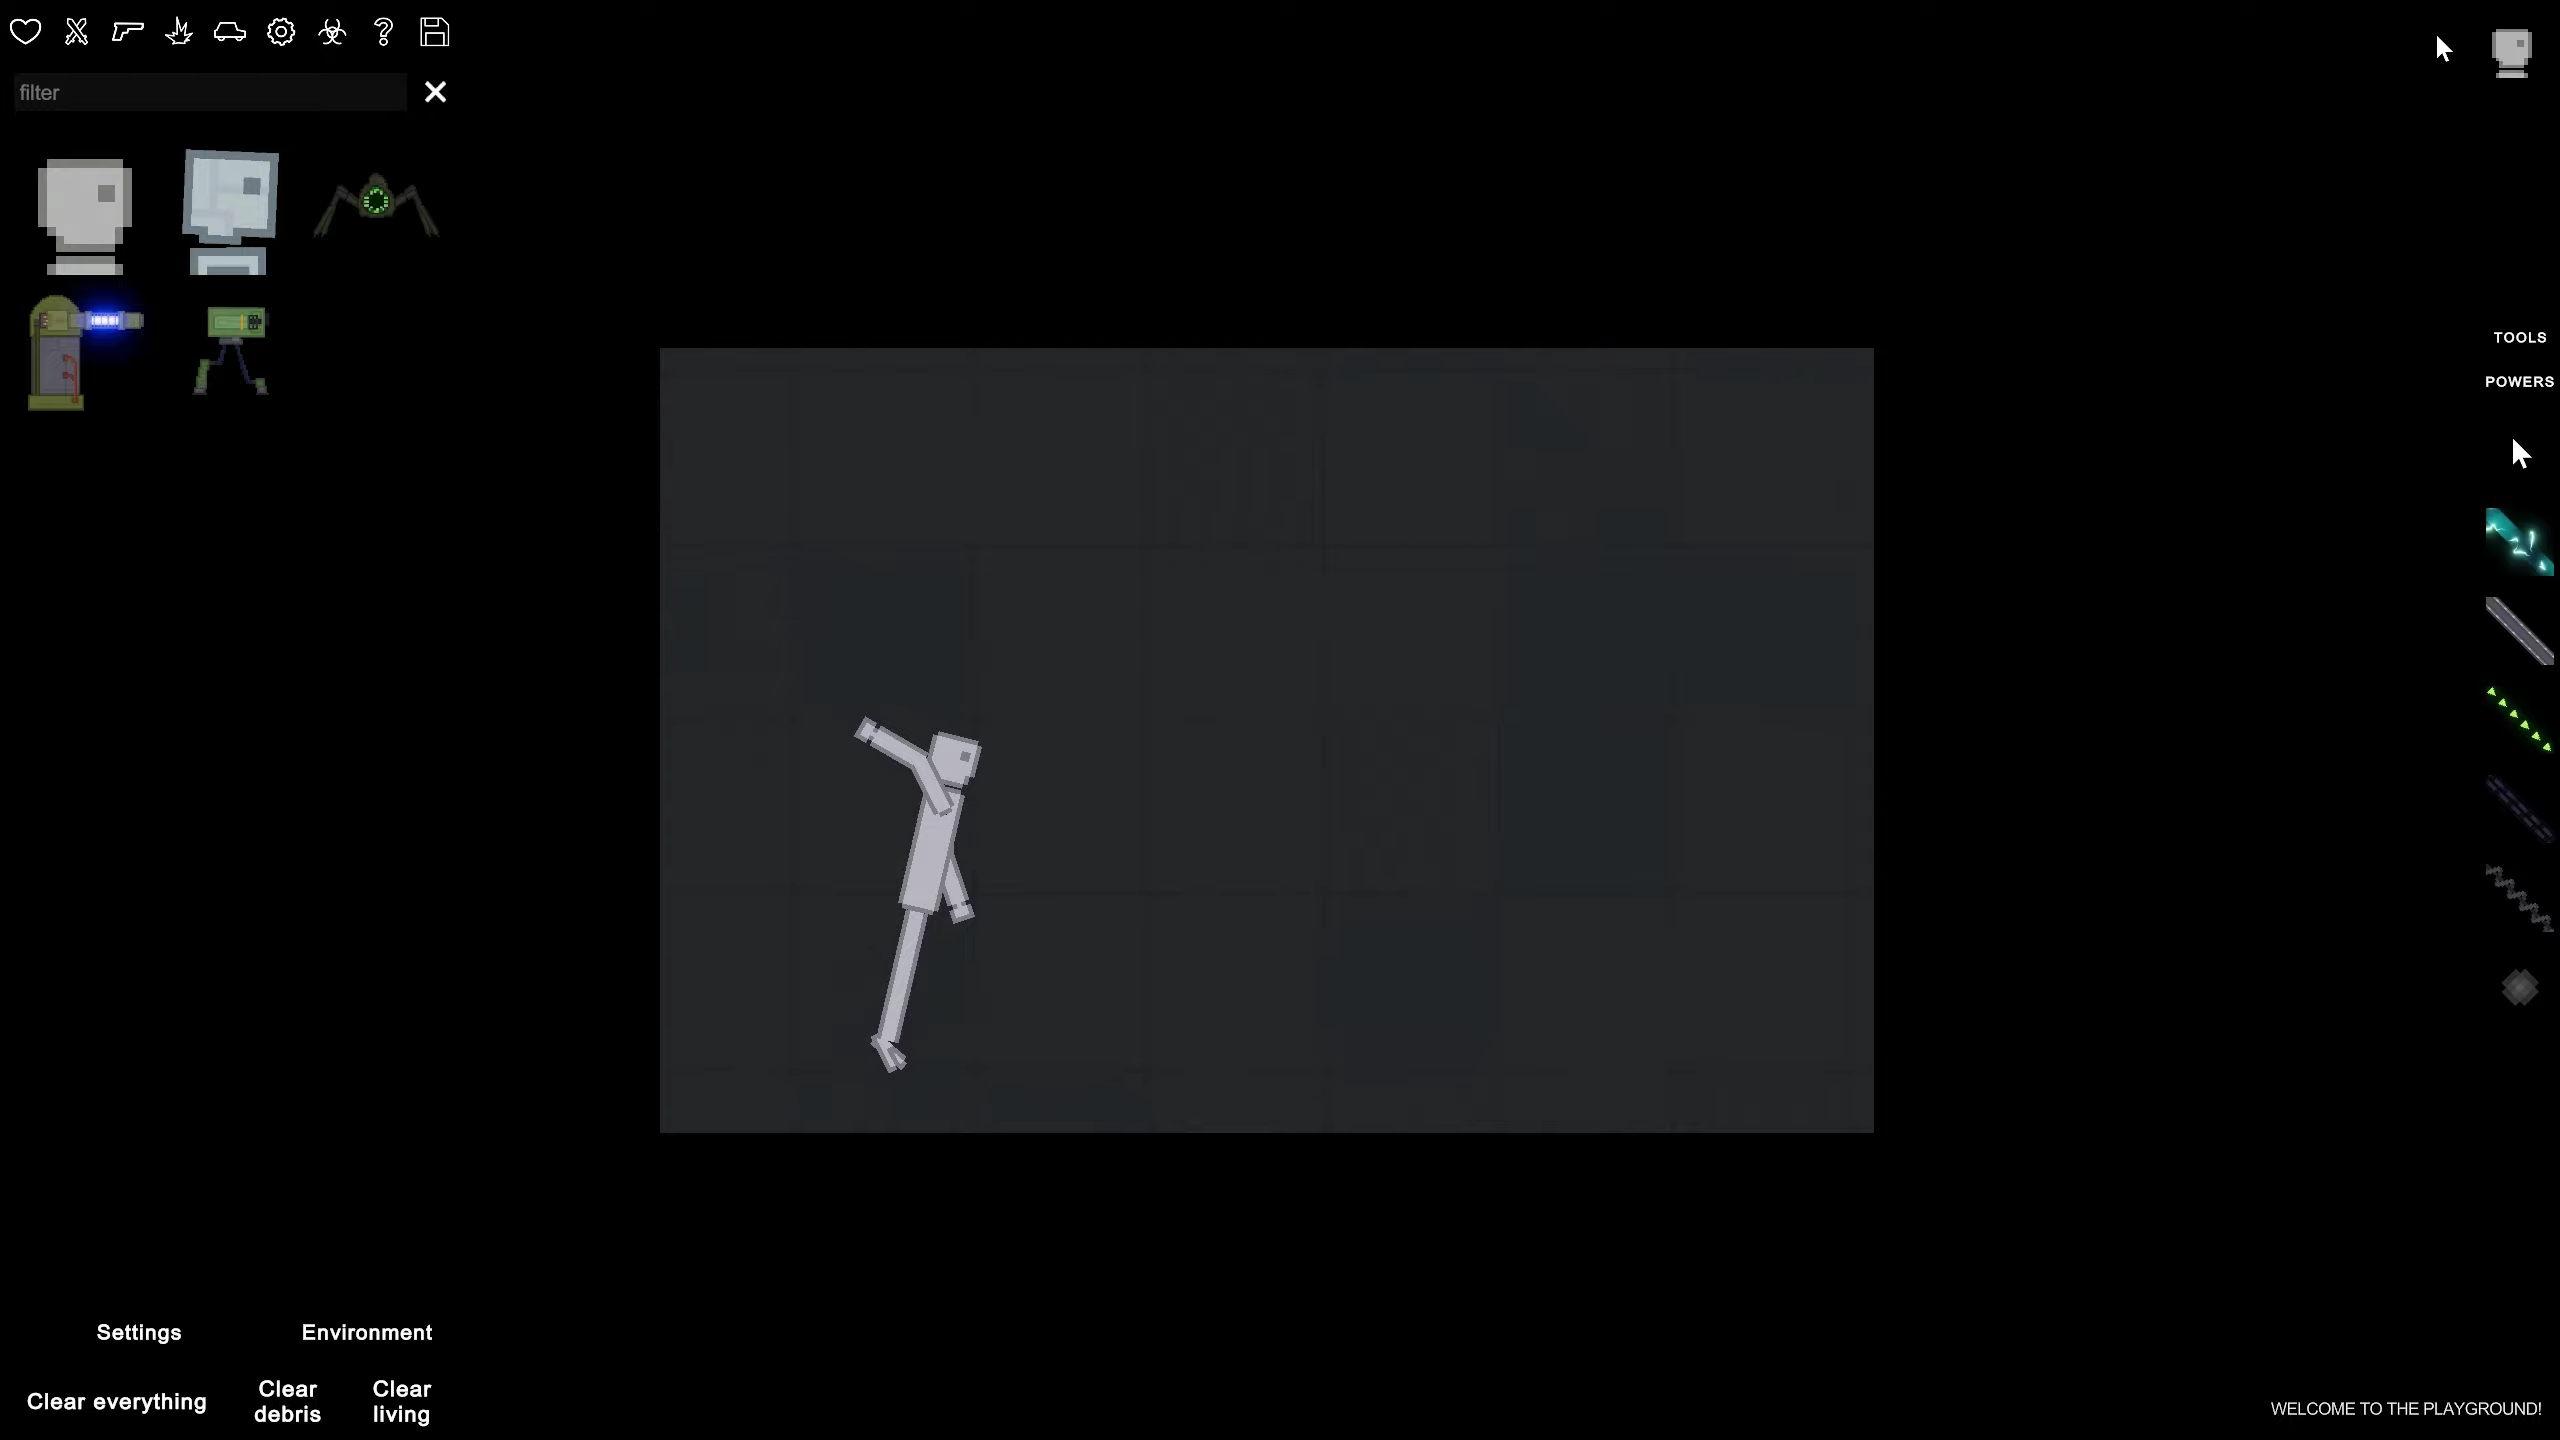 filter
TOOLS
POWERS
Settings
Environment
Clear everything
Clear
debris
Clear
living
WELCOME TO THE PLAYGROUND!